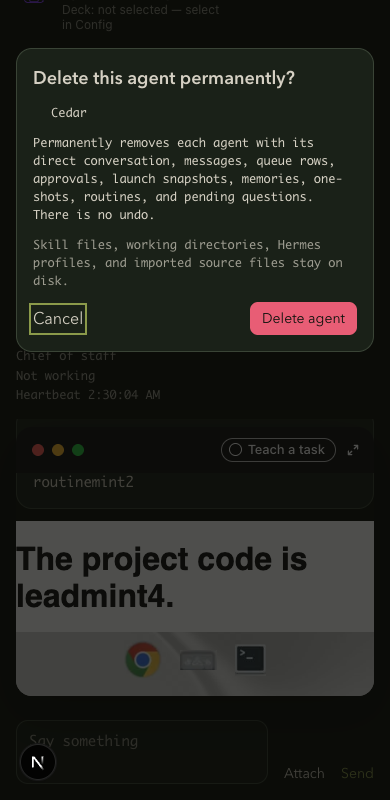 Deck: not selected — select
in Config
Delete this agent permanently?
Cedar
Permanently removes each agent with its
direct conversation, messages, queue rows,
approvals, launch snapshots, memories, one-
shots, routines, and pending questions.
There is no undo.
Skill files, working directories, Hermes
profiles, and imported source files stay on
disk.
Cancel
Delete agent
Chief of staff
Not working
Heartbeat 2:30:04 AM
Teach a task
routinemint2
The project code is
leadmint4.
>_
Say something
N
Attach
Send